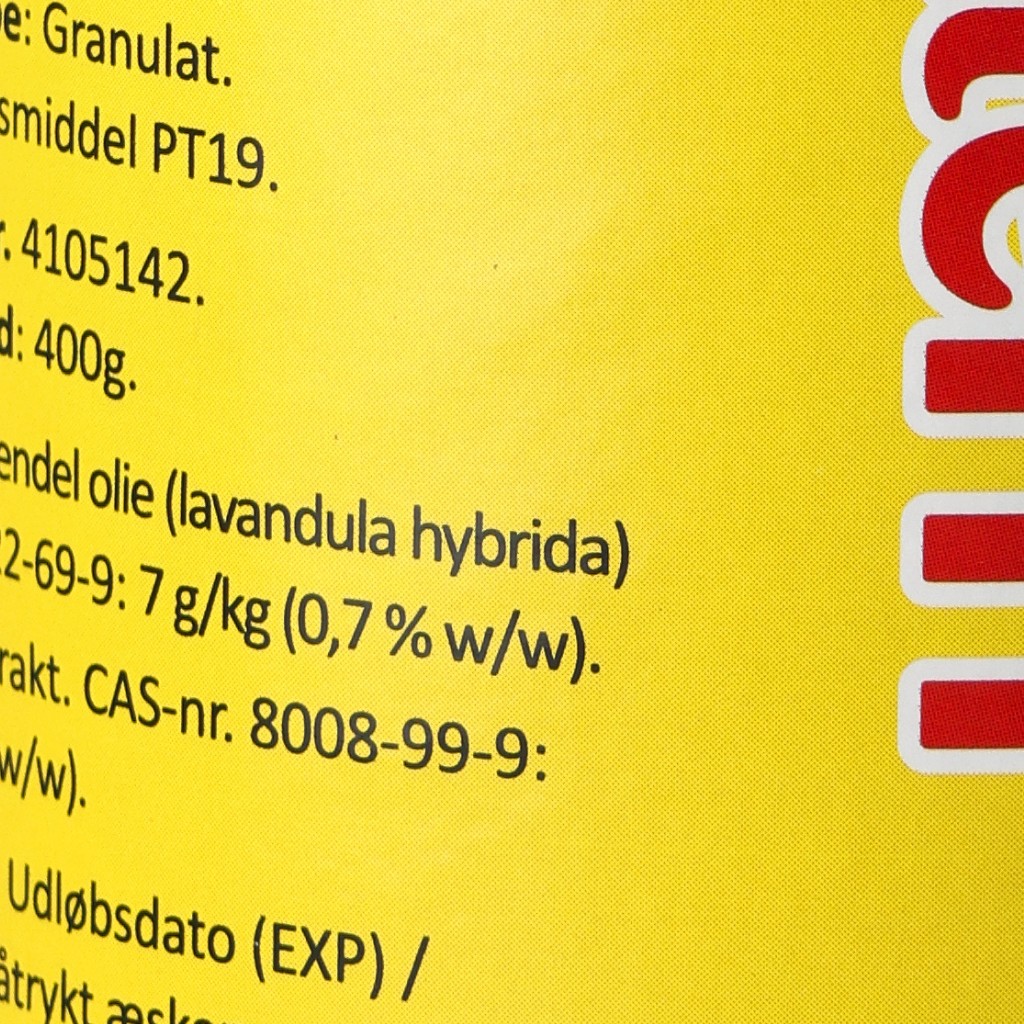 e: Granulat.
smiddel PT19.
r. 4105142.
d: 400g.
endel olie (lavandula hybrida)
2-69-9: 7 g/kg (0,7 % w/w).
rakt. CAS-nr. 8008-99-9:
w/w).
Udløbsdato (EXP) /
åtrykt æske